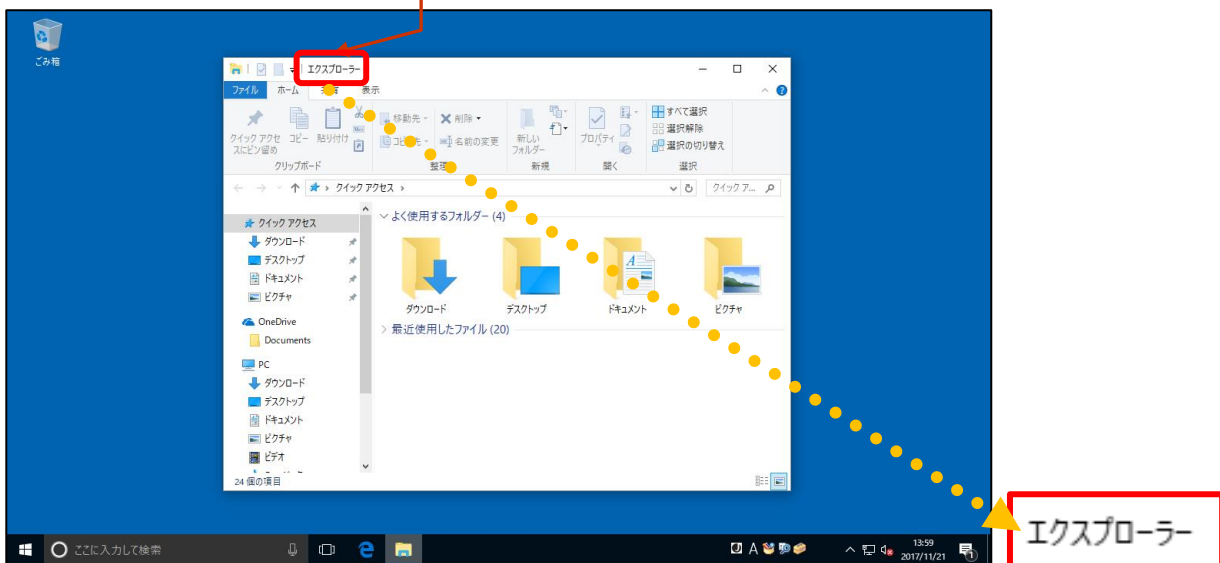 ごみ箱
エクスプローラー
ファイル ホーム 表示
クイック アクセスにピン留め
コピー 貼り付け
移動先 削除
名前の変更
新しいフォルダー
プロパティ
すべて選択
選択解除
選択の切り替え
クリップボード 整理 新規 開く 選択
クイック アクセス
クイック ア...
クイック アクセス
ダウンロード
デスクトップ
ドキュメント
ピクチャ
OneDrive
Documents
PC
ダウンロード
デスクトップ
ドキュメント
ピクチャ
ビデオ
よく使用するフォルダー (4)
ダウンロード デスクトップ ドキュメント ピクチャ
最近使用したファイル (20)
24 個の項目
ここに入力して検索
A
13:59
2017/11/21
エクスプローラー